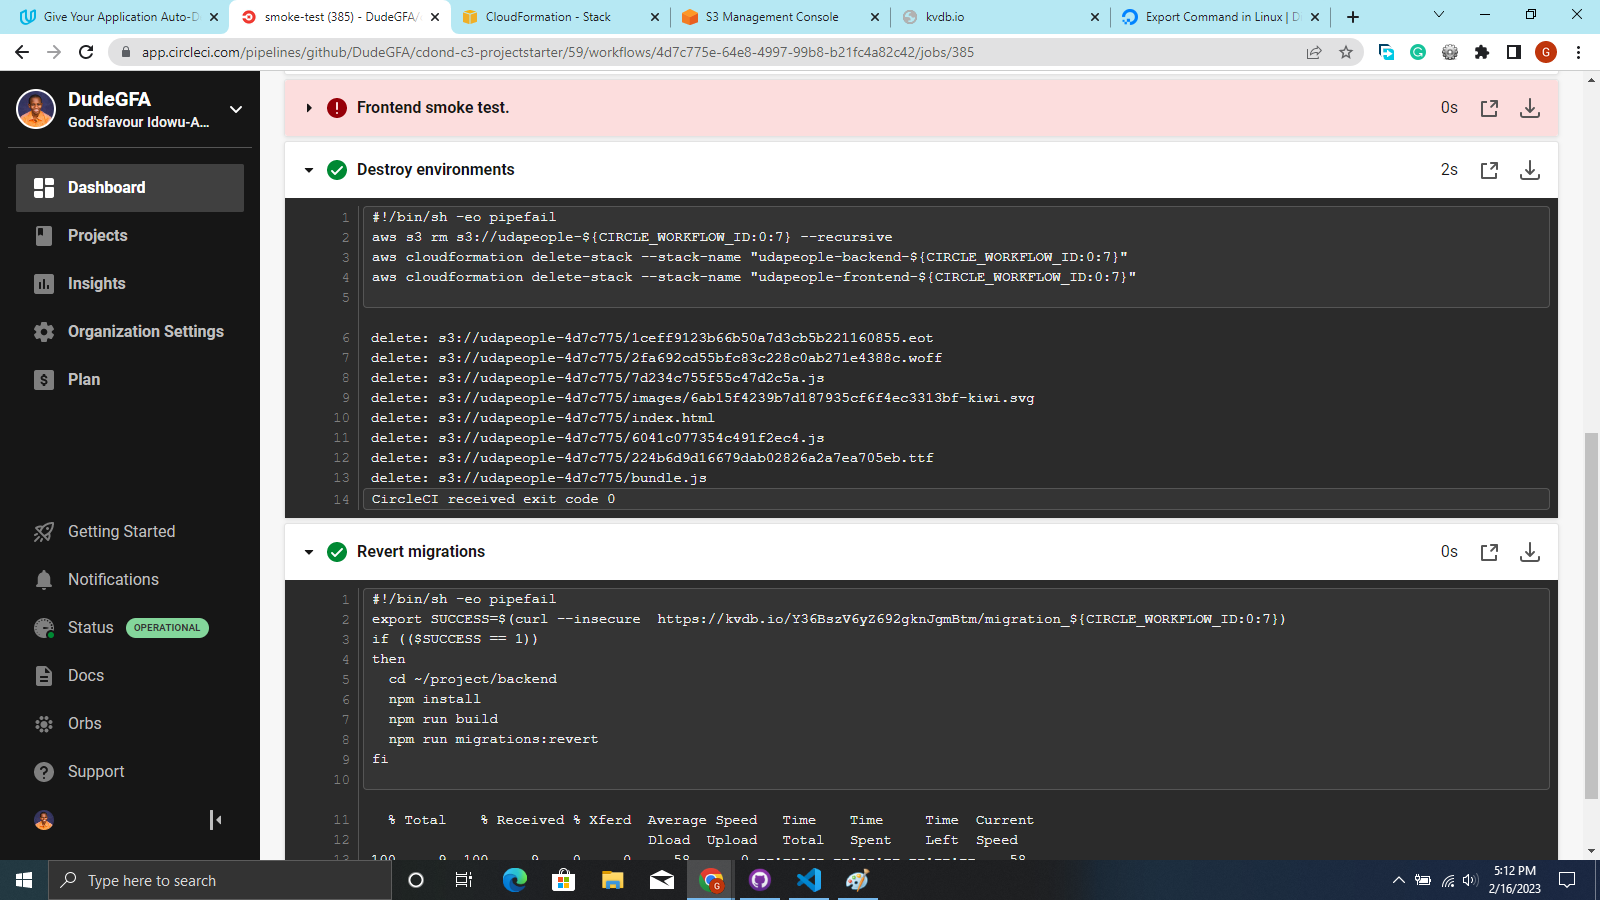 Give Your Application Auto-D
smoke-test (385) - DudeGFA/
CloudFormation - Stack
S3 Management Console
kvdb.io
Export Command in Linux | D
app.circleci.com/pipelines/github/DudeGFA/cdond-c3-projectstarter/59/workflows/4d7c775e-64e8-4997-99b8-b21fc4a82c42/jobs/385
G
DudeGFA
God'sfavour Idowu-A...
Dashboard
Projects
Insights
Organization Settings
Plan
Getting Started
Notifications
Status OPERATIONAL
Docs
Orbs
Support
Frontend smoke test. 0s
Destroy environments 2s
1 #!/bin/sh -eo pipefail
2 aws s3 rm s3://udapeople-${CIRCLE_WORKFLOW_ID:0:7} --recursive
3 aws cloudformation delete-stack --stack-name "udapeople-backend-${CIRCLE_WORKFLOW_ID:0:7}"
4 aws cloudformation delete-stack --stack-name "udapeople-frontend-${CIRCLE_WORKFLOW_ID:0:7}"
5
6 delete: s3://udapeople-4d7c775/1ceff9123b66b50a7d3cb5b221160855.eot
7 delete: s3://udapeople-4d7c775/2fa692cd55bfc83c228c0ab271e4388c.woff
8 delete: s3://udapeople-4d7c775/7d234c755f55c47d2c5a.js
9 delete: s3://udapeople-4d7c775/images/6ab15f4239b7d187935cf6f4ec3313bf-kiwi.svg
10 delete: s3://udapeople-4d7c775/index.html
11 delete: s3://udapeople-4d7c775/6041c077354c491f2ec4.js
12 delete: s3://udapeople-4d7c775/224b6d9d16679dab02826a2a7ea705eb.ttf
13 delete: s3://udapeople-4d7c775/bundle.js
14 CircleCI received exit code 0
Revert migrations 0s
1 #!/bin/sh -eo pipefail
2 export SUCCESS=$(curl --insecure  https://kvdb.io/Y36BszV6yZ692gknJgmBtm/migration_${CIRCLE_WORKFLOW_ID:0:7})
3 if (($SUCCESS == 1))
4 then
5 cd ~/project/backend
6 npm install
7 npm run build
8 npm run migrations:revert
9 fi
10
11 % Total % Received % Xferd Average Speed Time Time Time Current
12 Dload Upload Total Spent Left Speed
13 100 9 100 9 0 0 58 0 --:--:-- --:--:-- --:--:-- 58
Type here to search
G
5:12 PM
2/16/2023